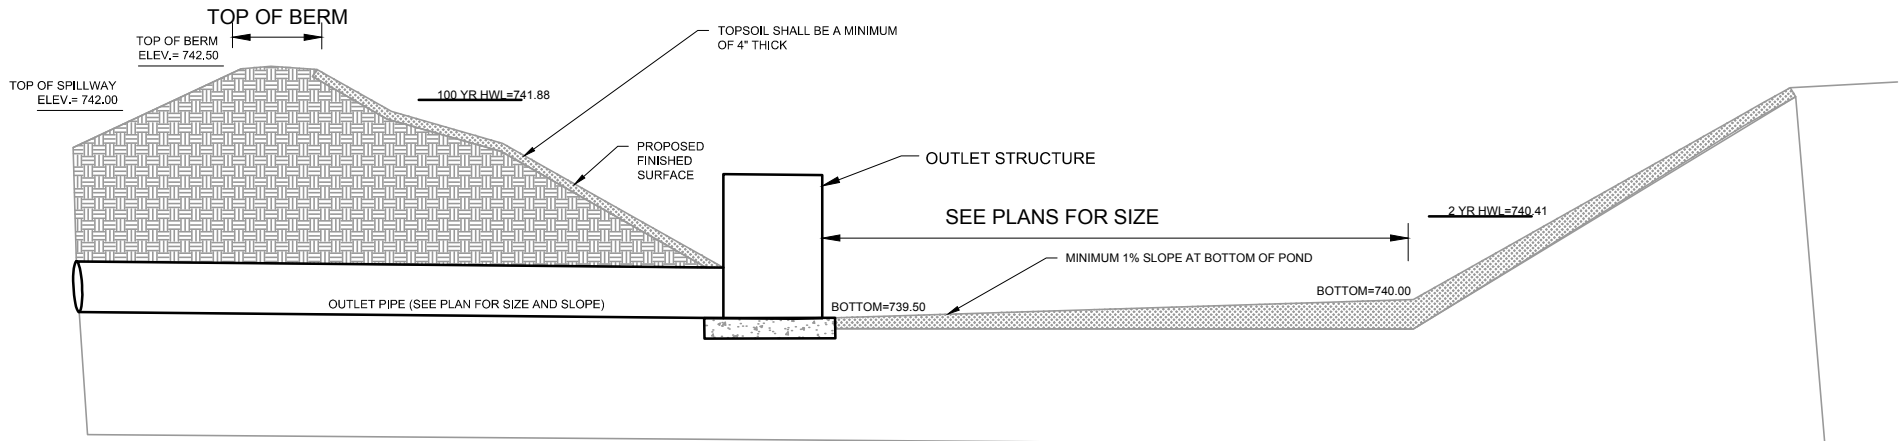 TOP OF BERM
TOP OF BERM
ELEV.= 742.50
TOP OF SPILLWAY
ELEV.= 742.00
100 YR HWL=741.88
TOPSOIL SHALL BE A MINIMUM
OF 4" THICK
PROPOSED
FINISHED
SURFACE
OUTLET STRUCTURE
SEE PLANS FOR SIZE
2 YR HWL=740.41
MINIMUM 1% SLOPE AT BOTTOM OF POND
BOTTOM=740.00
BOTTOM=739.50
OUTLET PIPE (SEE PLAN FOR SIZE AND SLOPE)